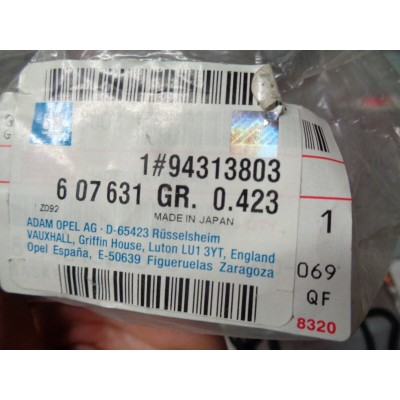 1#94313803
6 07 631 GR. 0.423
ZD92
MADE IN JAPAN
ADAM OPEL AG · D-65423 Rüsselsheim
VAUXHALL, Griffin House, Luton LU1 3YT, England
Opel España, E-50639 Figueruelas Zaragoza
1
069
QF
8320